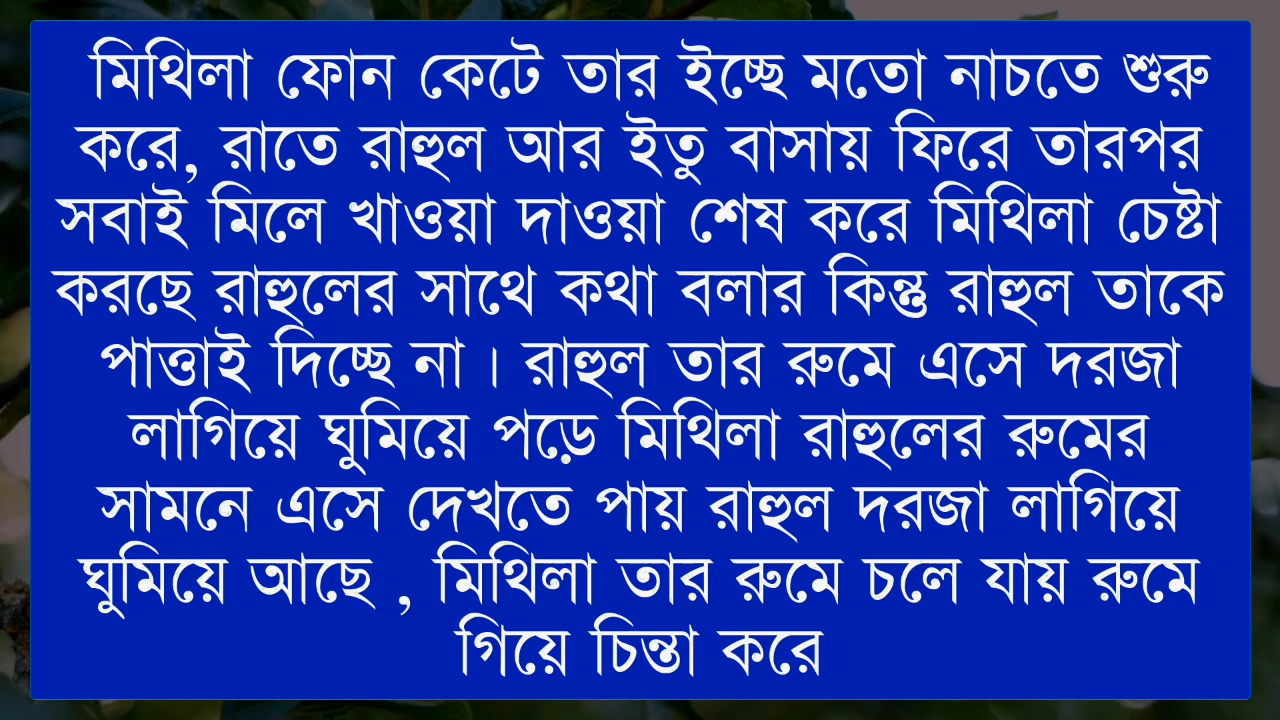 মিথিলা ফোন কেটে তার ইচ্ছে মতো নাচতে শুরু
করে, রাতে রাহুল আর ইতু বাসায় ফিরে তারপর
সবাই মিলে খাওয়া দাওয়া শেষ করে মিথিলা চেষ্টা
করছে রাহুলের সাথে কথা বলার কিন্তু রাহুল তাকে
পাত্তাই দিচ্ছে না । রাহুল তার রুমে এসে দরজা
লাগিয়ে ঘুমিয়ে পড়ে মিথিলা রাহুলের রুমের
সামনে এসে দেখতে পায় রাহুল দরজা লাগিয়ে
ঘুমিয়ে আছে , মিথিলা তার রুমে চলে যায় রুমে
গিয়ে চিন্তা করে